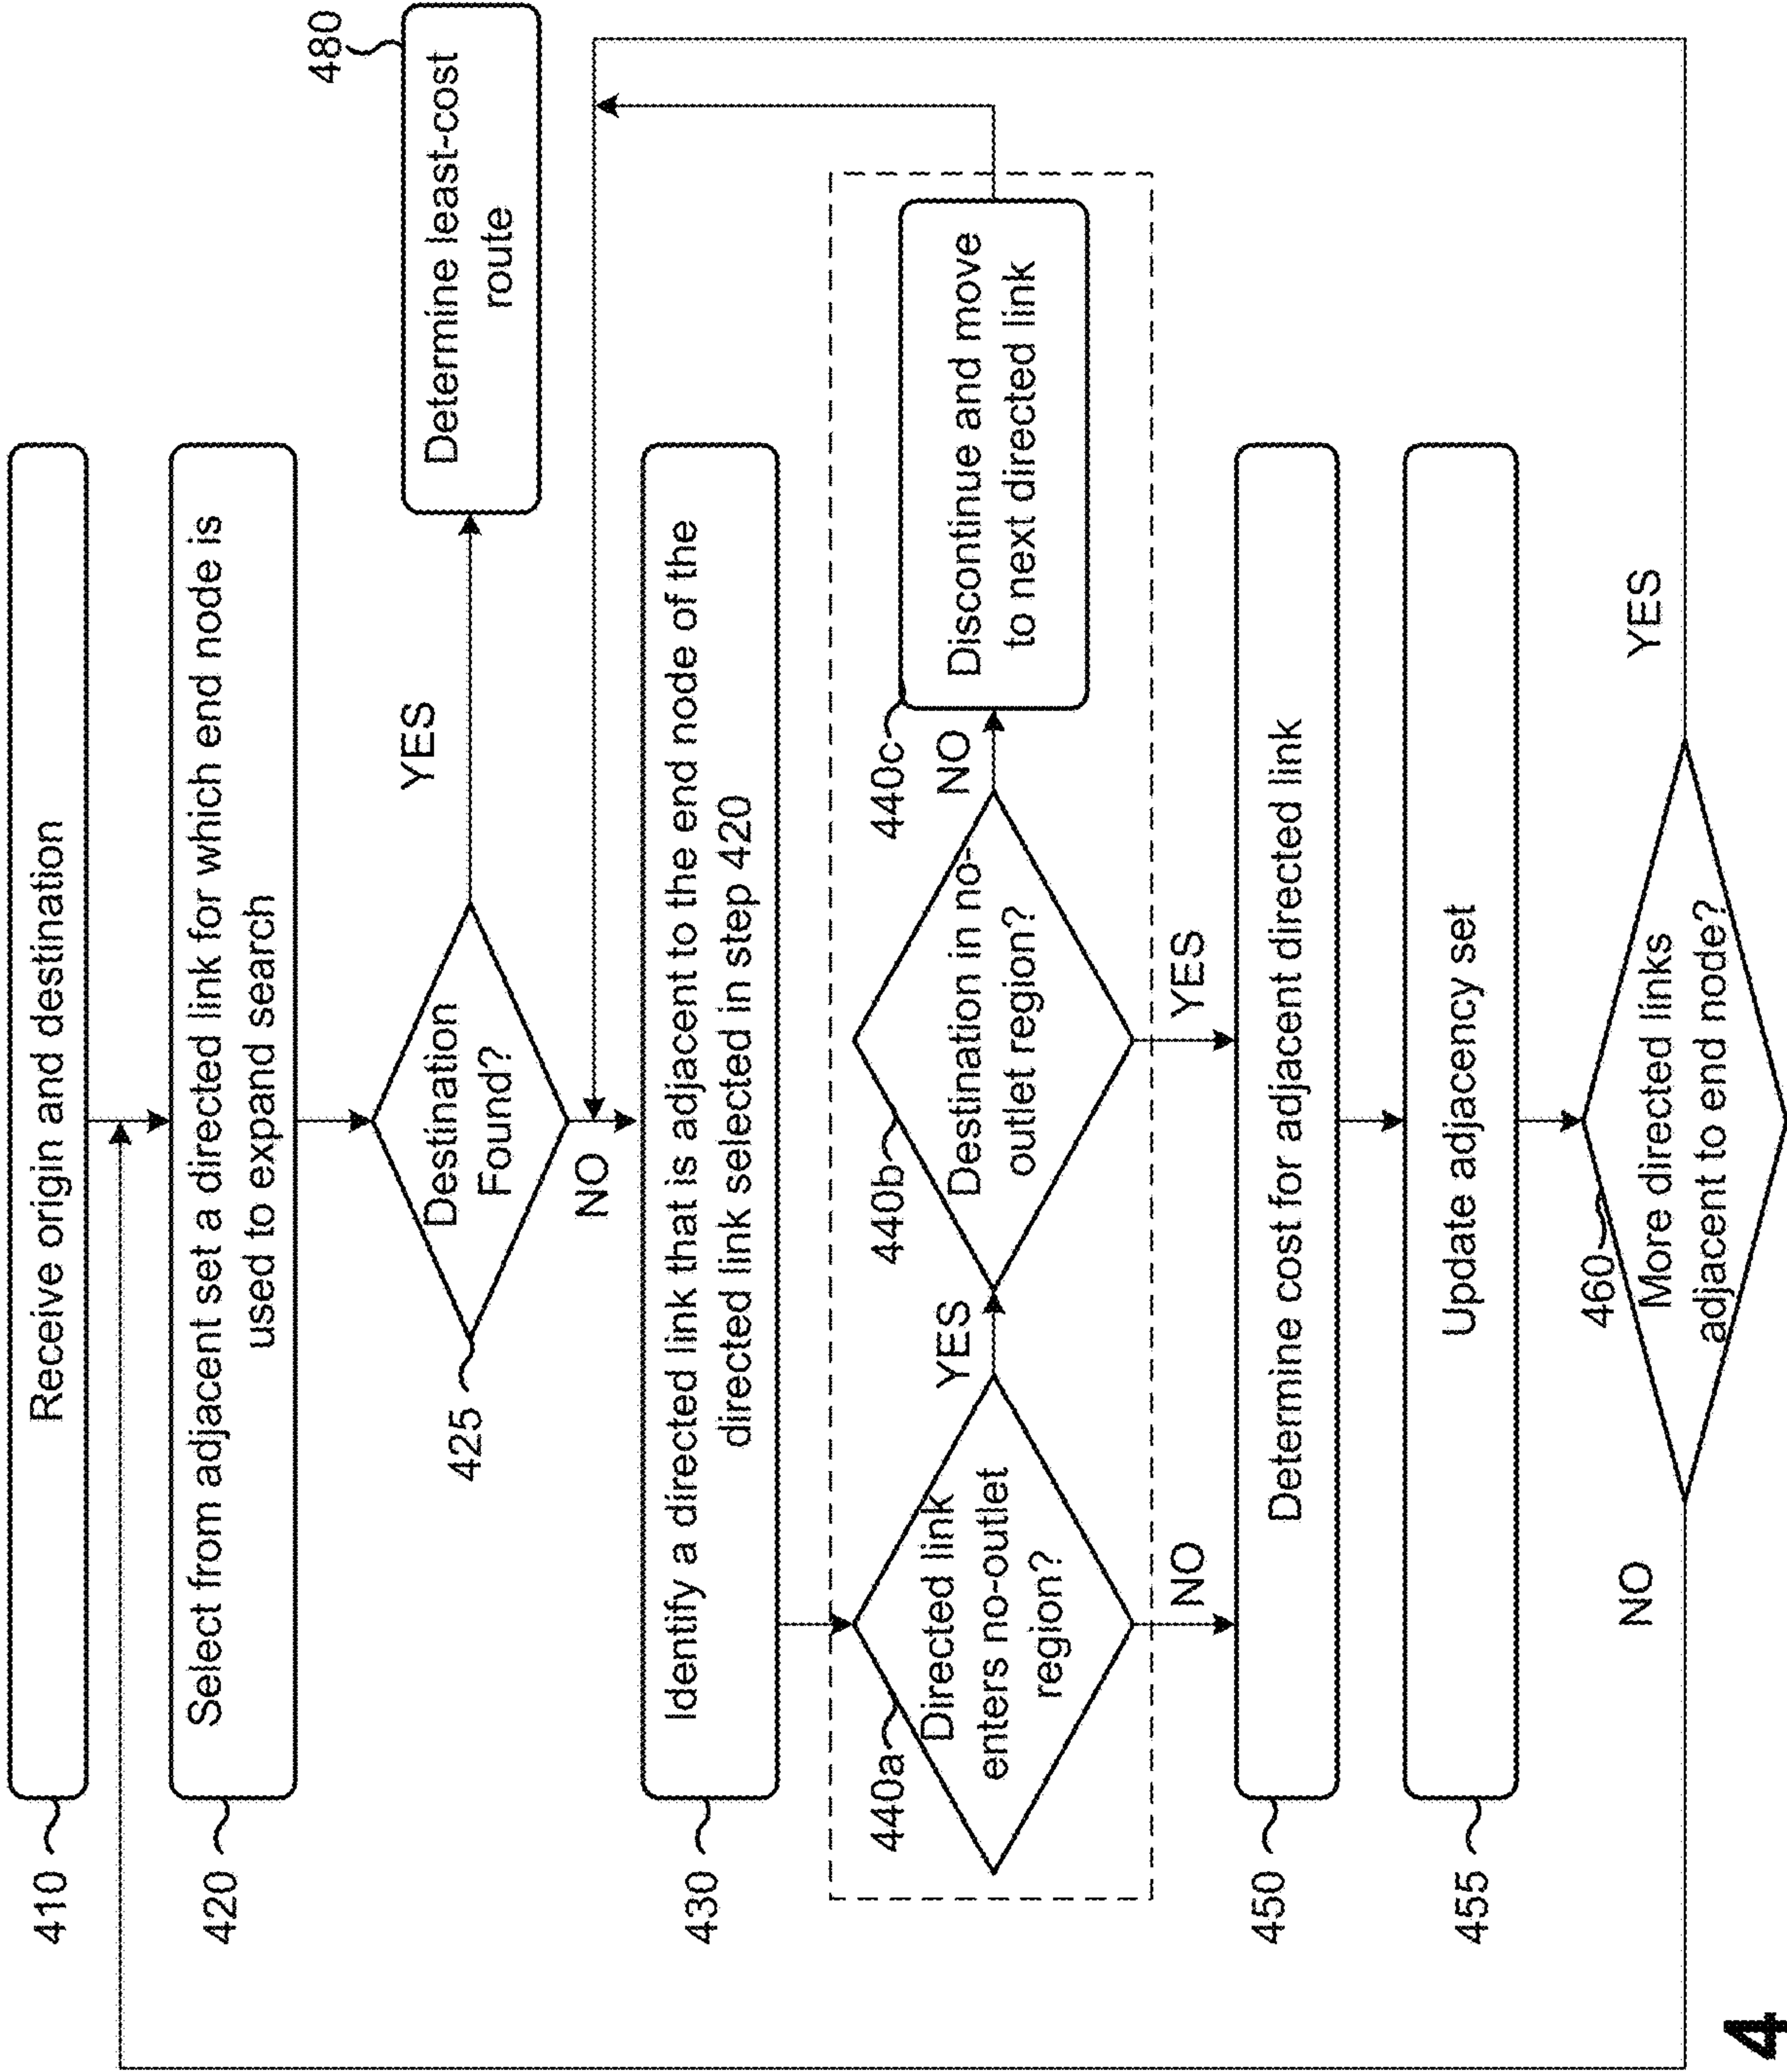 410
Receive origin and destination
420
Select from adjacent set a directed link for which end node is
used to expand search
425
Destination
Found?
YES
480
Determine least-cost
route
NO
430
Identify a directed link that is adjacent to the end node of the
directed link selected in step 420
440a
Directed link
enters no-outlet
region?
YES
NO
440b
Destination in no-
outlet region?
YES
440c
NO
Discontinue and move
to next directed link
450
Determine cost for adjacent directed link
455
Update adjacency set
460
More directed links
adjacent to end node?
NO
YES
4